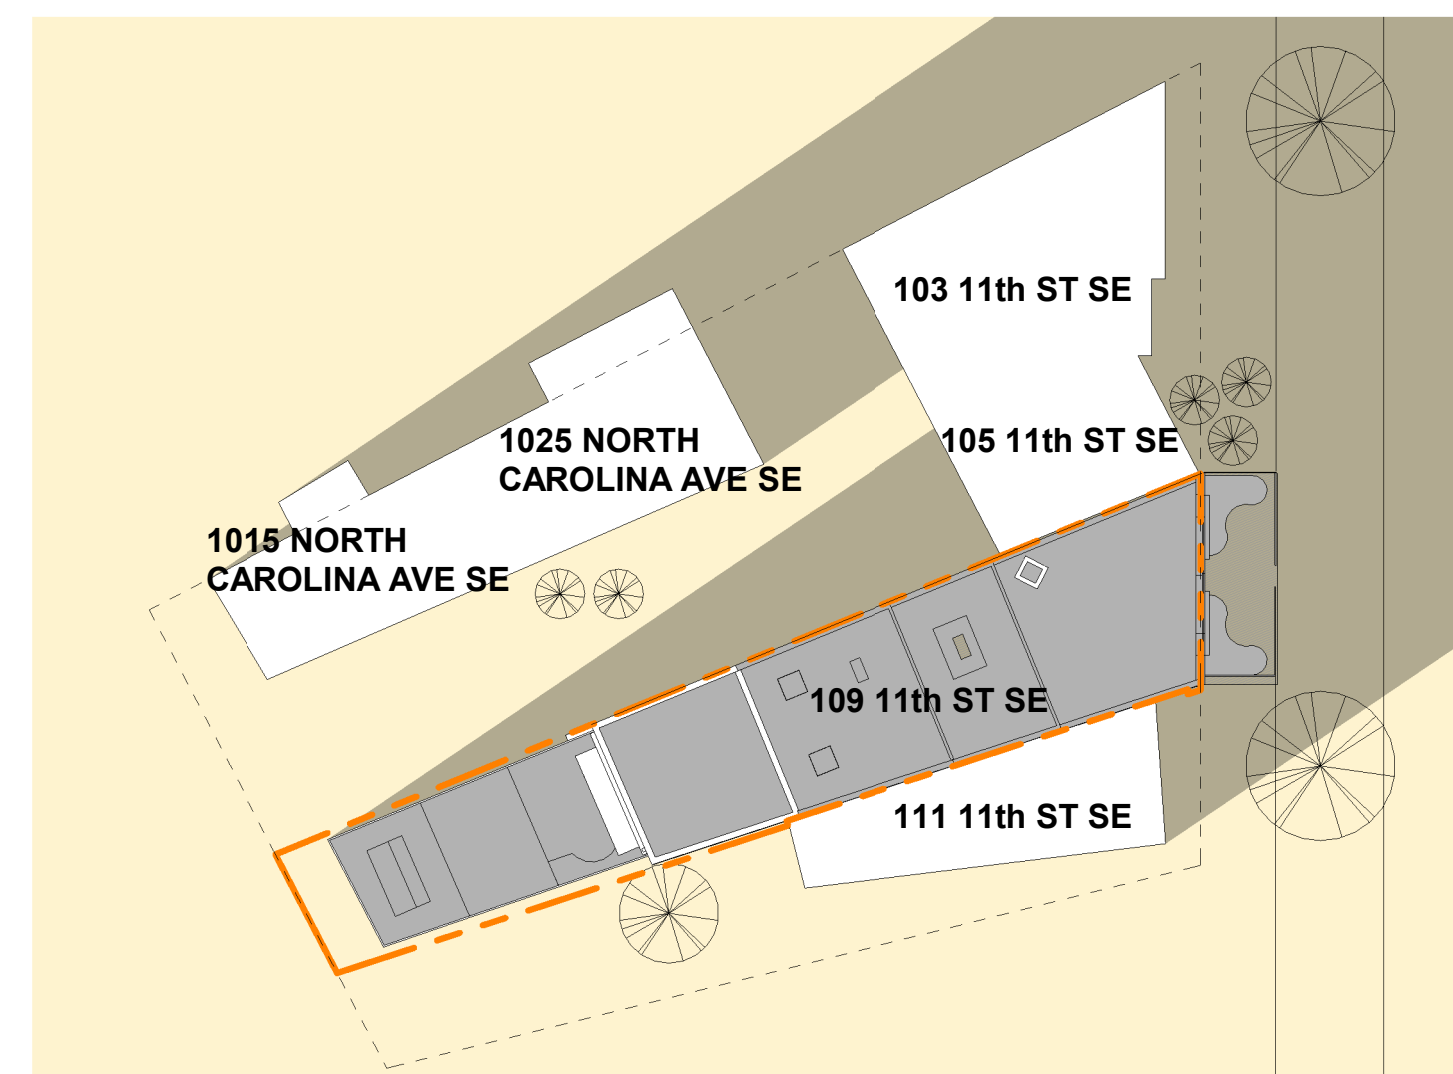 103 11th ST SE
1025 NORTH
CAROLINA AVE SE
105 11th ST SE
1015 NORTH
CAROLINA AVE SE
109 11th ST SE
111 11th ST SE